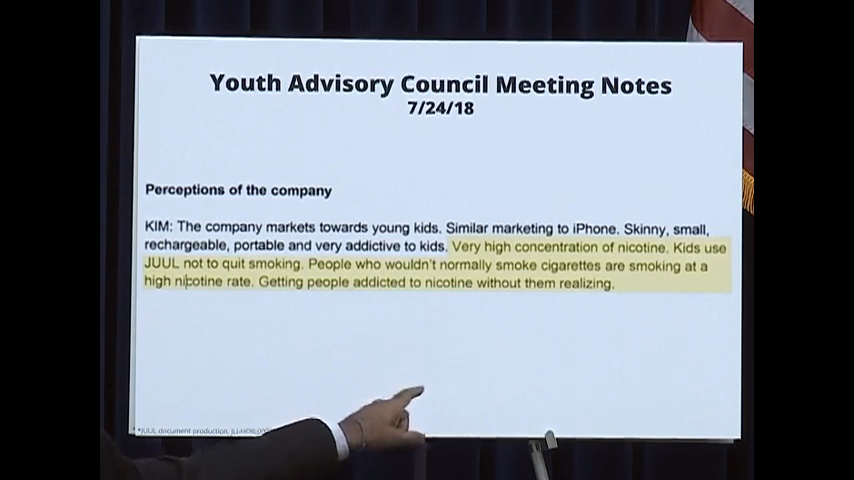 Youth Advisory Council Meeting Notes
7/24/18
Perceptions of the company
KIM: The company markets towards young kids. Similar marketing to iPhone. Skinny, small,
rechargeable, portable and very addictive to kids. Very high concentration of nicotine. Kids use
JUUL not to quit smoking. People who wouldn't normally smoke cigarettes are smoking at a
high nicotine rate. Getting people addicted to nicotine without them realizing.
*JUUL document production,